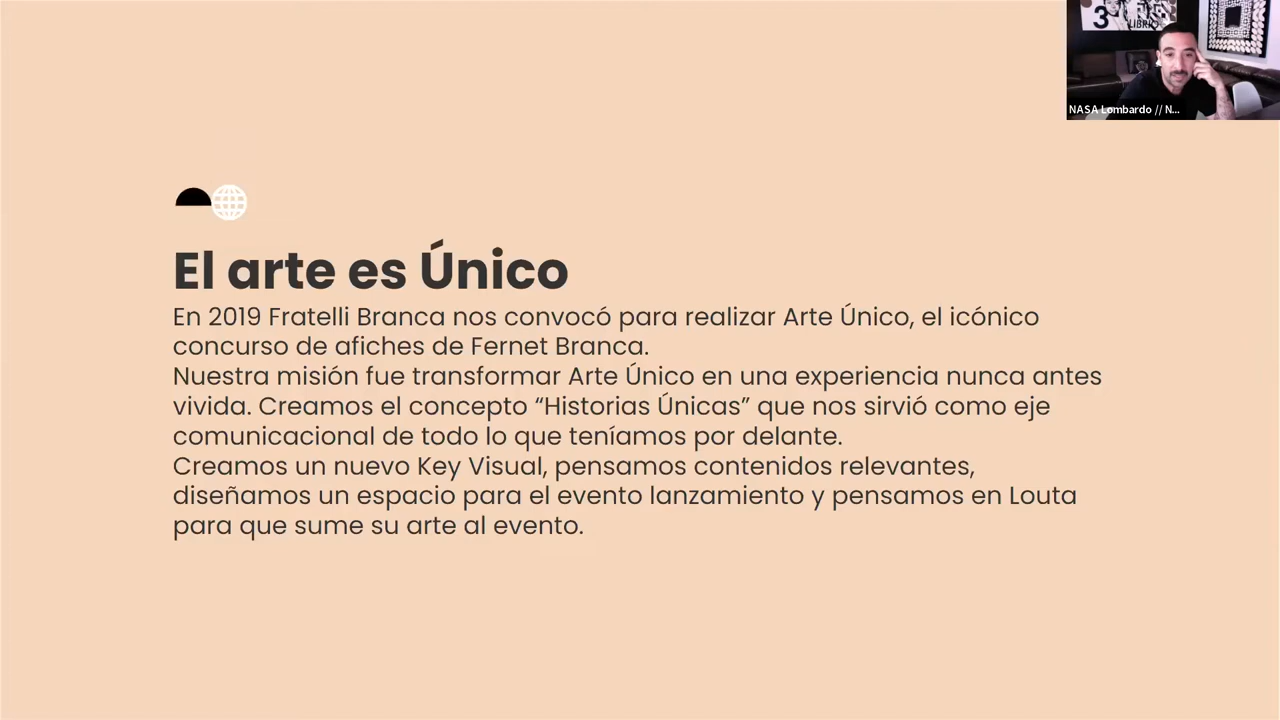 3
LIBRIO
NASA Lombardo // N...
El arte es Único
En 2019 Fratelli Branca nos convocó para realizar Arte Único, el icónico
concurso de afiches de Fernet Branca.
Nuestra misión fue transformar Arte Único en una experiencia nunca antes
vivida. Creamos el concepto “Historias Únicas” que nos sirvió como eje
comunicacional de todo lo que teníamos por delante.
Creamos un nuevo Key Visual, pensamos contenidos relevantes,
diseñamos un espacio para el evento lanzamiento y pensamos en Louta
para que sume su arte al evento.